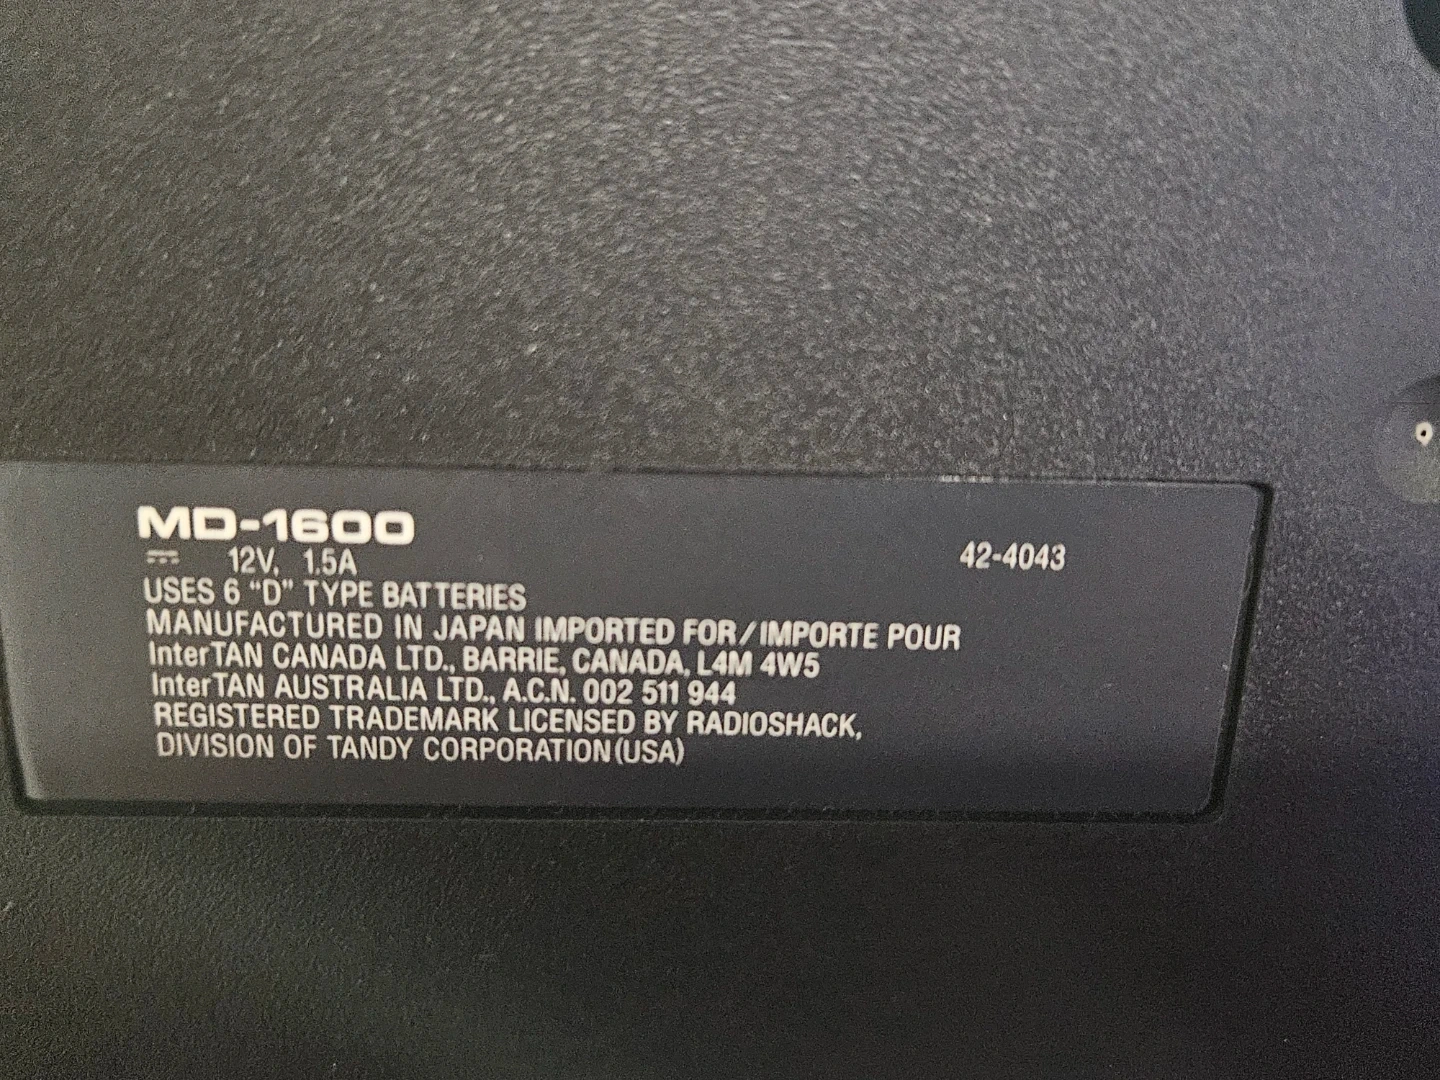 MD-1600
12V, 1.5A
42-4043
USES 6 "D" TYPE BATTERIES
MANUFACTURED IN JAPAN IMPORTED FOR/IMPORTE POUR
InterTAN CANADA LTD., BARRIE, CANADA, L4M 4W5
InterTAN AUSTRALIA LTD., A.C.N. 002 511 944
REGISTERED TRADEMARK LICENSED BY RADIOSHACK,
DIVISION OF TANDY CORPORATION(USA)